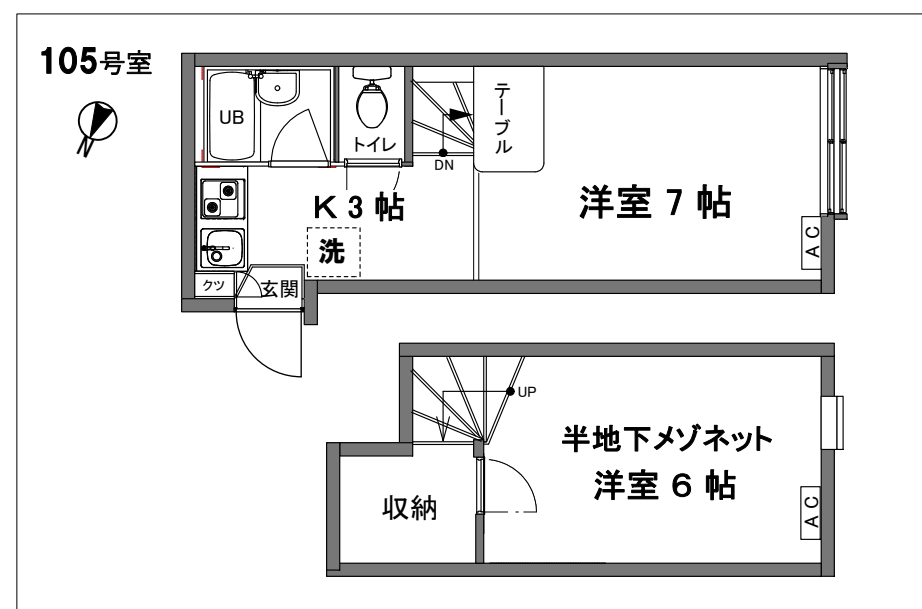 105号室
N
UB
トイレ
テーブル
DN
K 3 帖
洋室 7 帖
洗
AC
クツ
玄関
UP
半地下メゾネット
洋室 6 帖
収納
AC